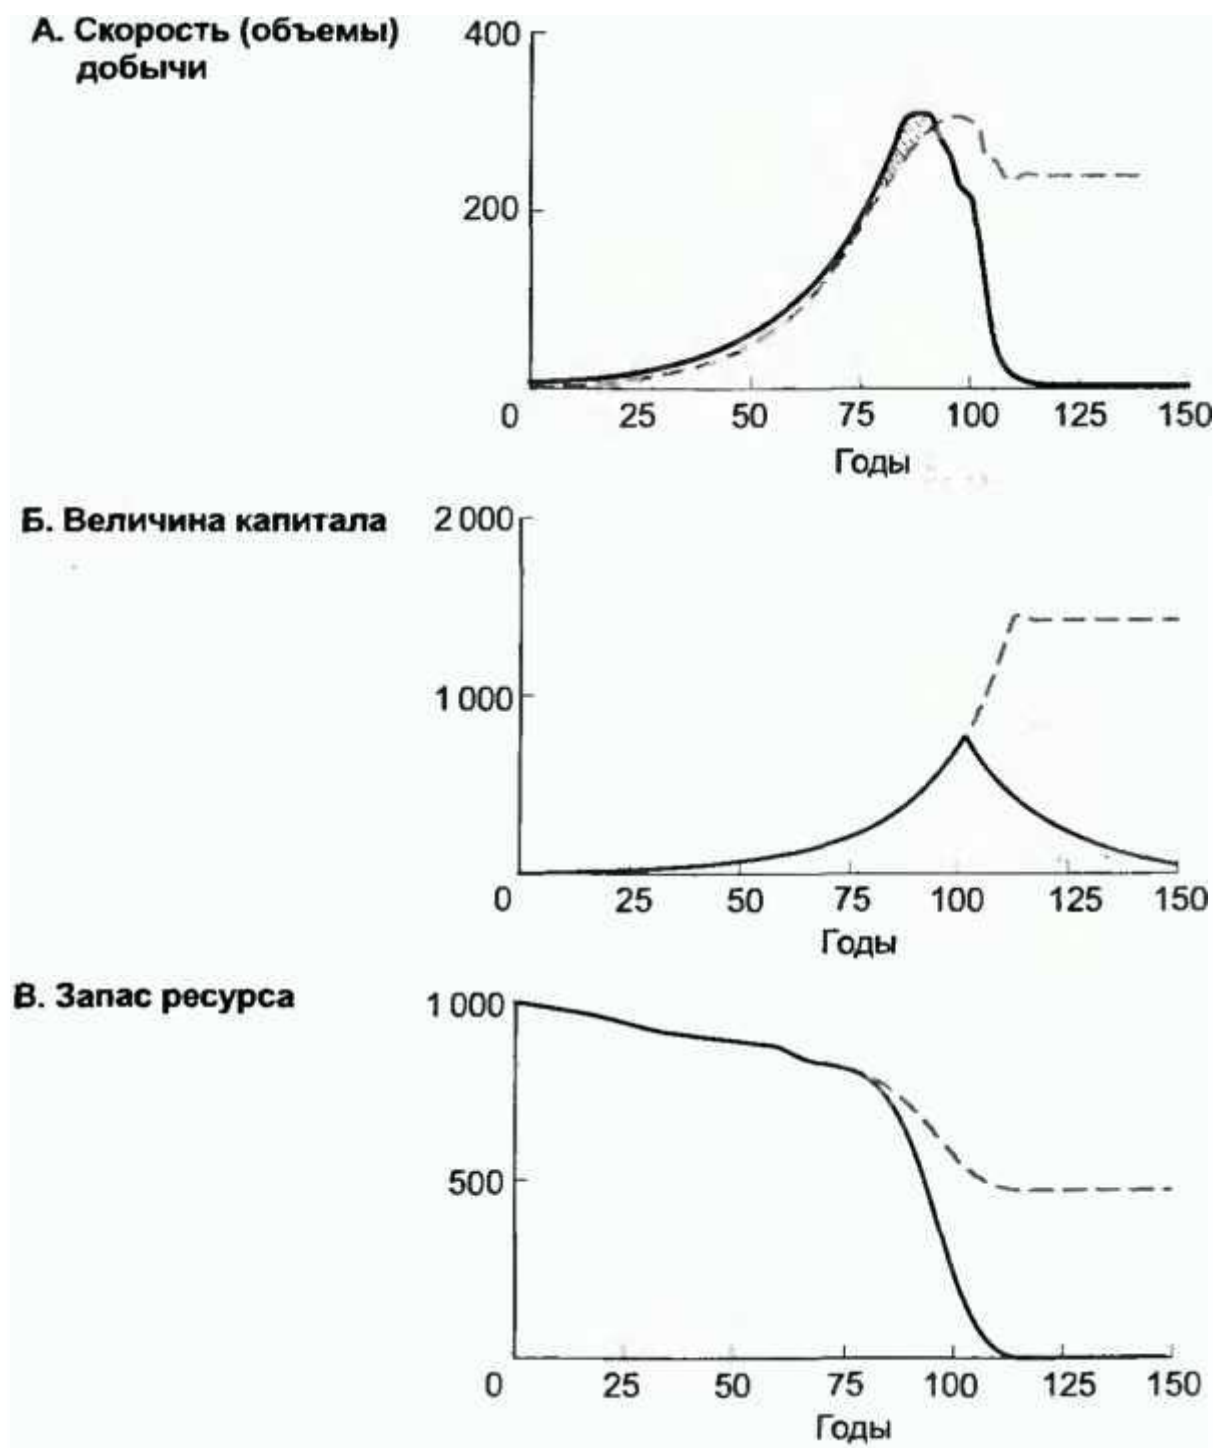 А. Скорость (объемы)
добычи
400
200
0 25 50 75 100 125 150
Годы
Б. Величина капитала
2 000
1 000
0 25 50 75 100 125 150
Годы
В. Запас ресурса
1 000
500
0 25 50 75 100 125 150
Годы